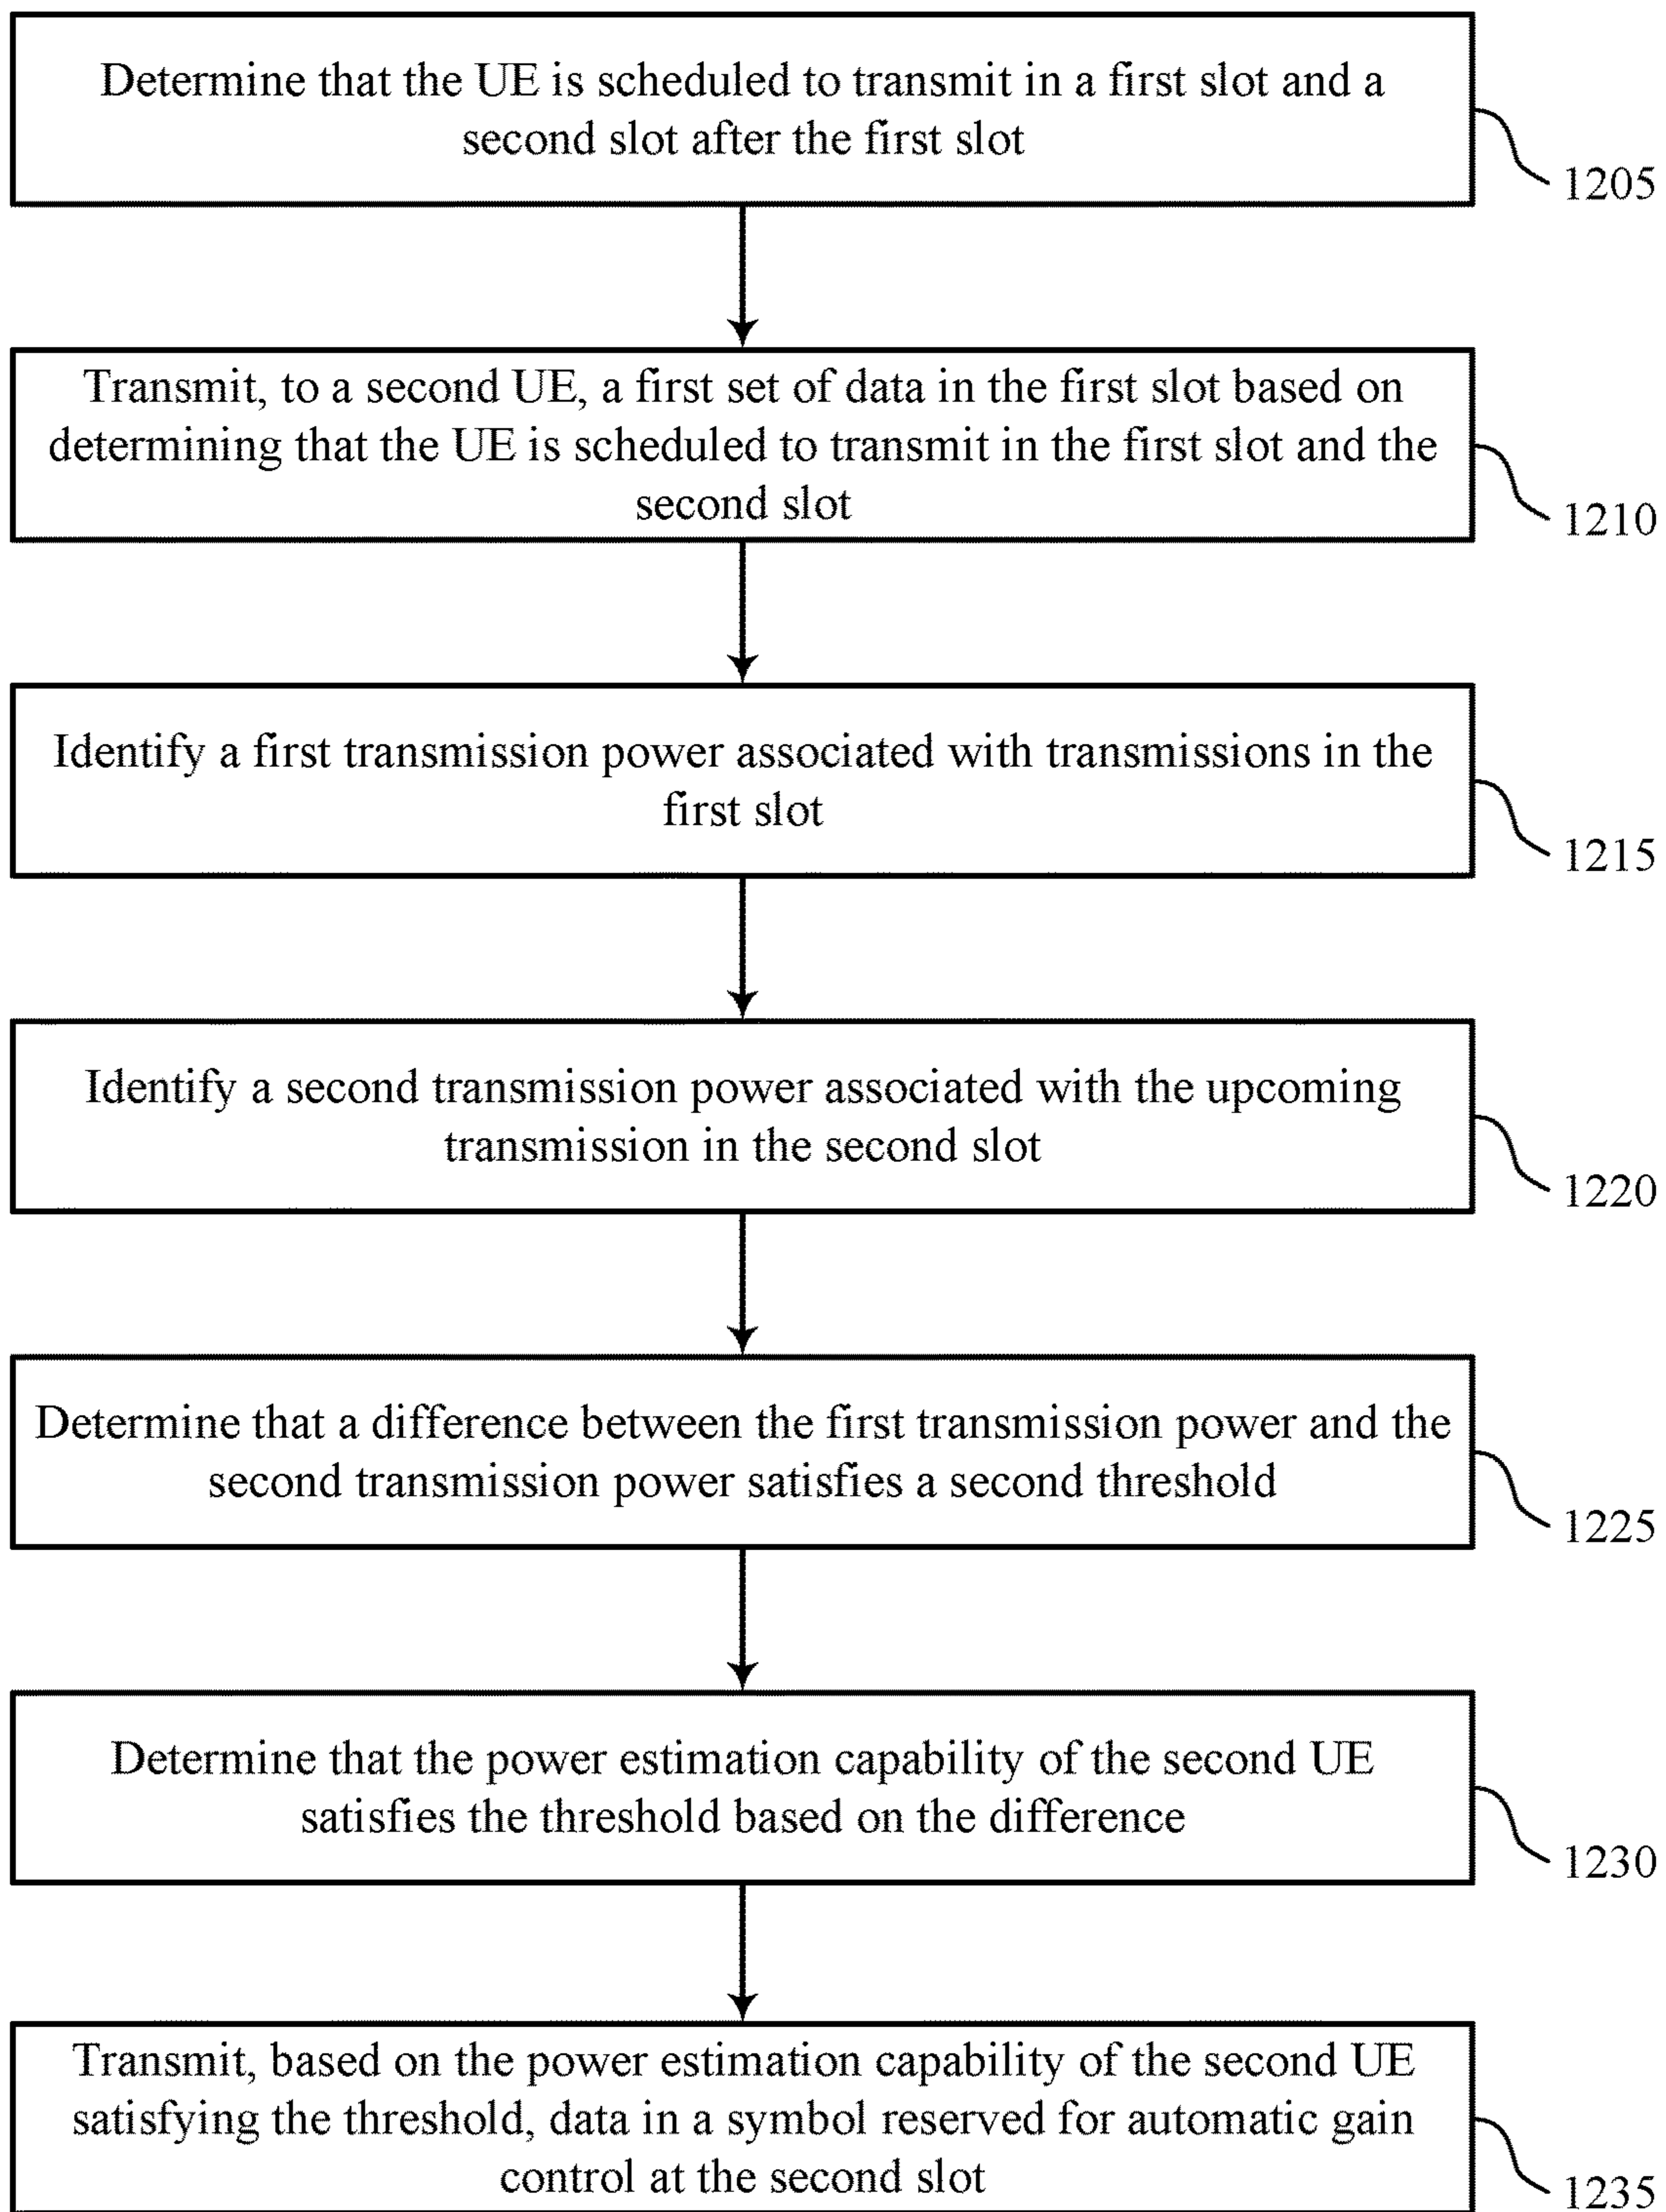 Determine that the UE is scheduled to transmit in a first slot and a
second slot after the first slot
1205
Transmit, to a second UE, a first set of data in the first slot based on
determining that the UE is scheduled to transmit in the first slot and the
second slot
1210
Identify a first transmission power associated with transmissions in the
first slot
1215
Identify a second transmission power associated with the upcoming
transmission in the second slot
1220
Determine that a difference between the first transmission power and the
second transmission power satisfies a second threshold
1225
Determine that the power estimation capability of the second UE
satisfies the threshold based on the difference
1230
Transmit, based on the power estimation capability of the second UE
satisfying the threshold, data in a symbol reserved for automatic gain
control at the second slot
1235